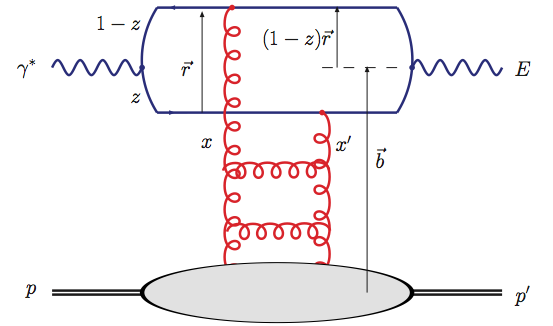 1 − z
(1 − z)r⃗
γ*
r⃗
E
z
x
x′
b⃗
p
p′